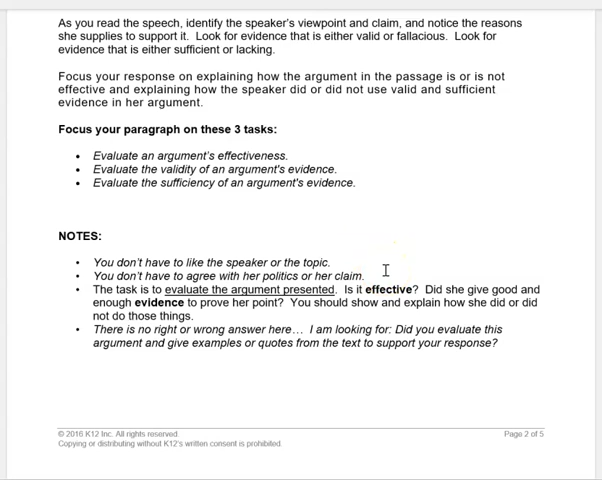 As you read the speech, identify the speaker's viewpoint and claim, and notice the reasons
she supplies to support it.  Look for evidence that is either valid or fallacious.  Look for
evidence that is either sufficient or lacking.
Focus your response on explaining how the argument in the passage is or is not
effective and explaining how the speaker did or did not use valid and sufficient
evidence in her argument.
Focus your paragraph on these 3 tasks:
• Evaluate an argument's effectiveness.
• Evaluate the validity of an argument's evidence.
• Evaluate the sufficiency of an argument's evidence.
NOTES:
• You don't have to like the speaker or the topic.
• You don't have to agree with her politics or her claim.
• The task is to evaluate the argument presented.  Is it effective?  Did she give good and
enough evidence to prove her point?  You should show and explain how she did or did
not do those things.
• There is no right or wrong answer here…  I am looking for: Did you evaluate this
argument and give examples or quotes from the text to support your response?
© 2016 K12 Inc. All rights reserved.
Page 2 of 5
Copying or distributing without K12's written consent is prohibited.